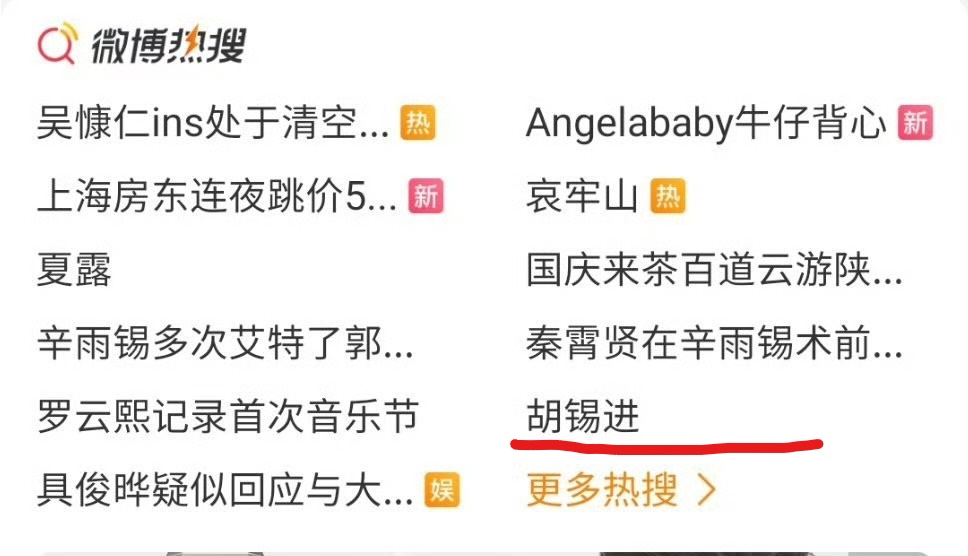 微博热搜
吴慷仁ins处于清空... 热
Angelababy牛仔背心 新
上海房东连夜跳价5... 新
哀牢山 热
夏露
国庆来茶百道云游陕...
辛雨锡多次艾特了郭...
秦霄贤在辛雨锡术前...
罗云熙记录首次音乐节
胡锡进
具俊晔疑似回应与大... 娱
更多热搜 >